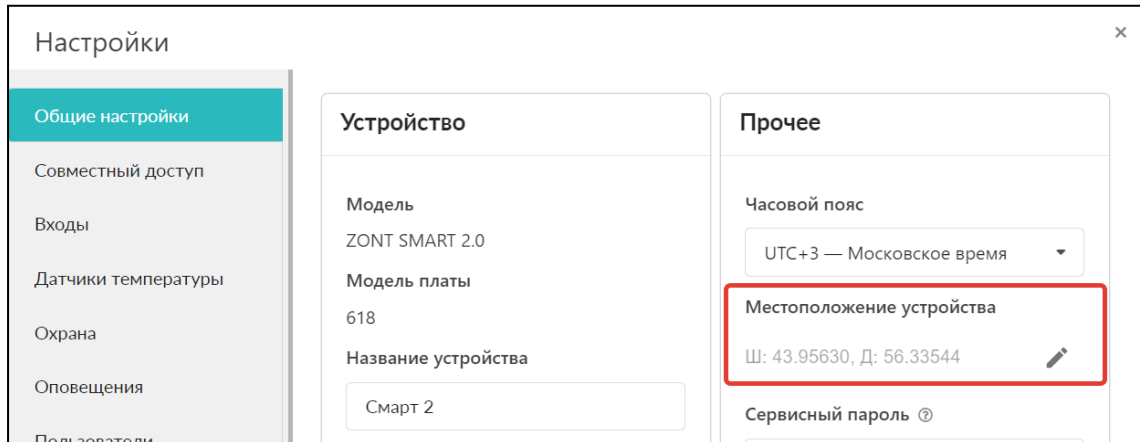 Настройки
×
Общие настройки
Совместный доступ
Входы
Датчики температуры
Охрана
Оповещения
Пользователи
Устройство
Модель
ZONT SMART 2.0
Модель платы
618
Название устройства
Смарт 2
Прочее
Часовой пояс
UTC+3 — Московское время
Местоположение устройства
Ш: 43.95630, Д: 56.33544
Сервисный пароль ?